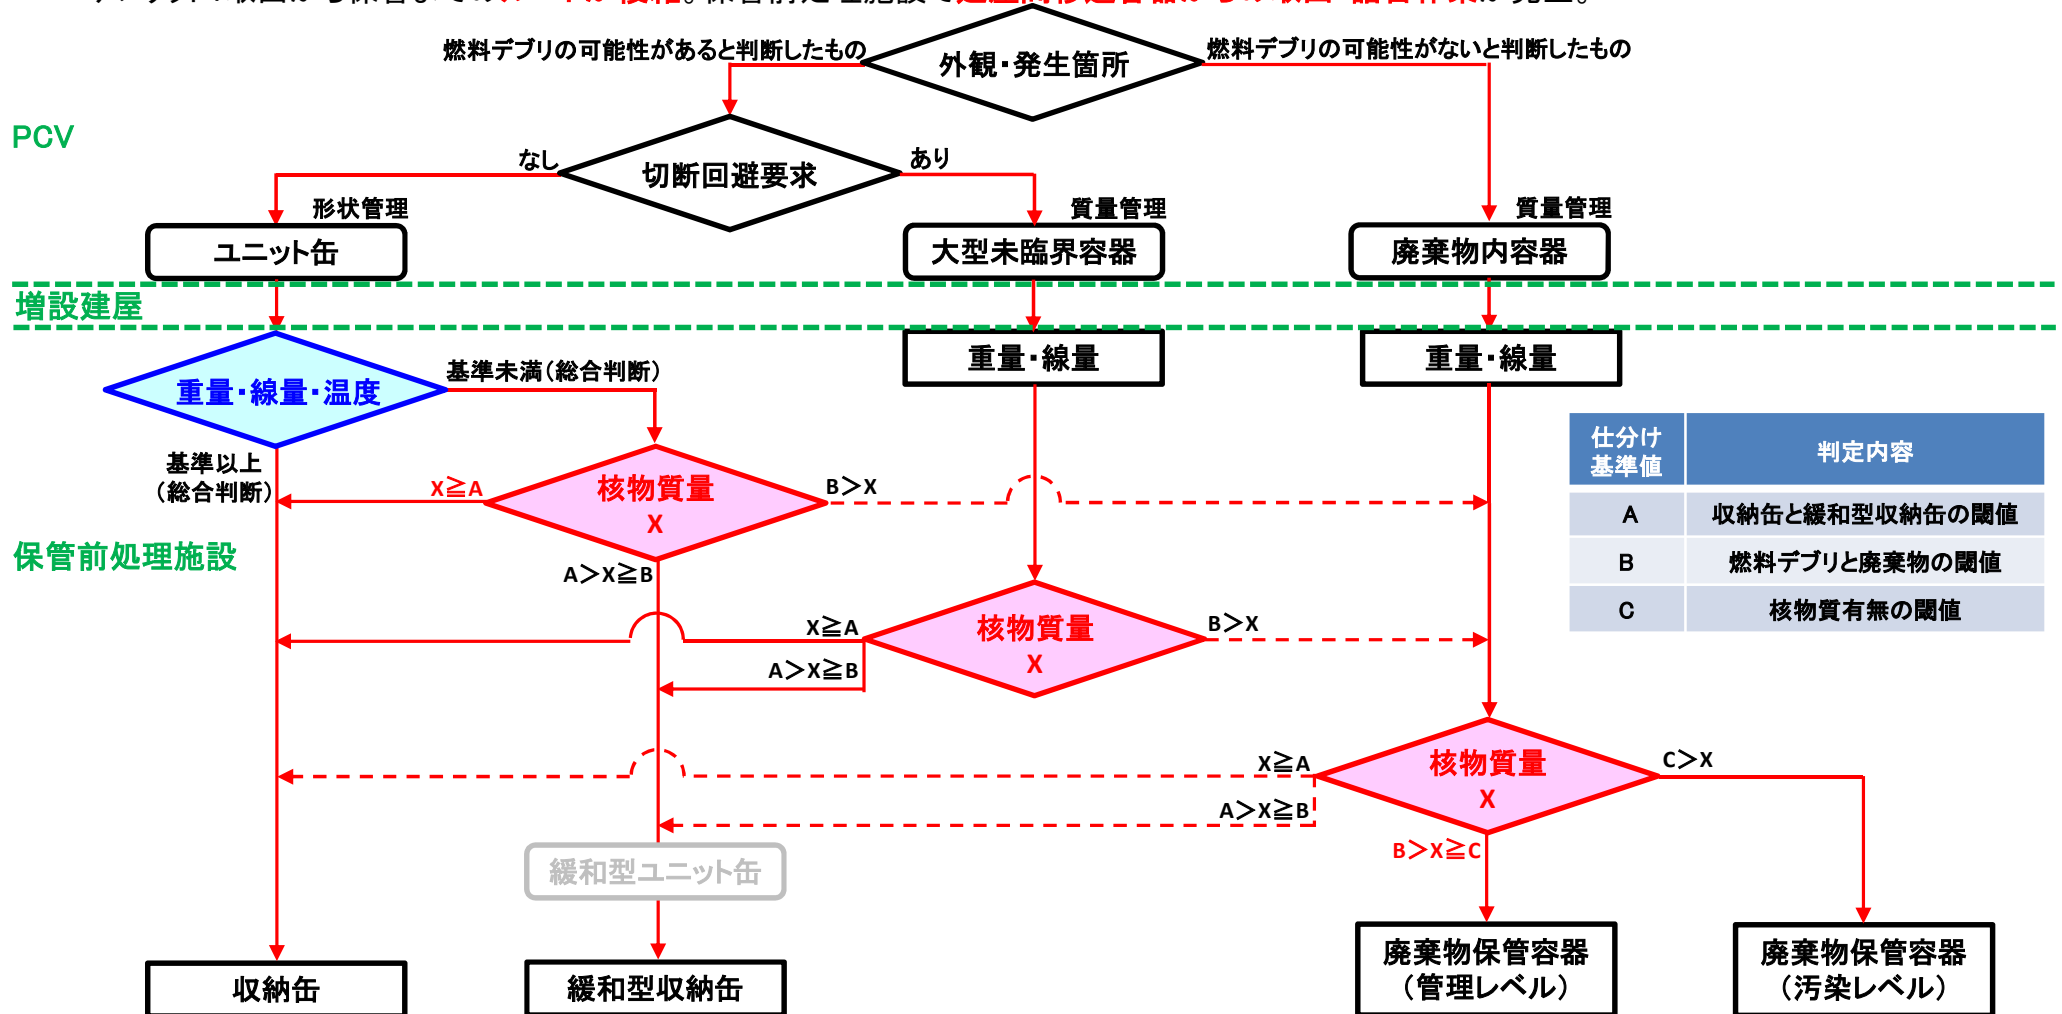 燃料デブリの可能性があると判断したもの
外観・発生箇所
燃料デブリの可能性がないと判断したもの
PCV
なし
切断回避要求
あり
形状管理
質量管理
質量管理
ユニット缶
大型未臨界容器
廃棄物内容器
増設建屋
重量・線量・温度
基準未満(総合判断)
重量・線量
重量・線量
基準以上
(総合判断)
X≧A
核物質量
X
B>X
仕分け
基準値
判定内容
A 収納缶と緩和型収納缶の閾値
B 燃料デブリと廃棄物の閾値
C 核物質有無の閾値
保管前処理施設
A>X≧B
X≧A
核物質量
X
B>X
A>X≧B
X≧A
核物質量
X
C>X
A>X≧B
B>X≧C
緩和型ユニット缶
収納缶
緩和型収納缶
廃棄物保管容器
(管理レベル)
廃棄物保管容器
(汚染レベル)